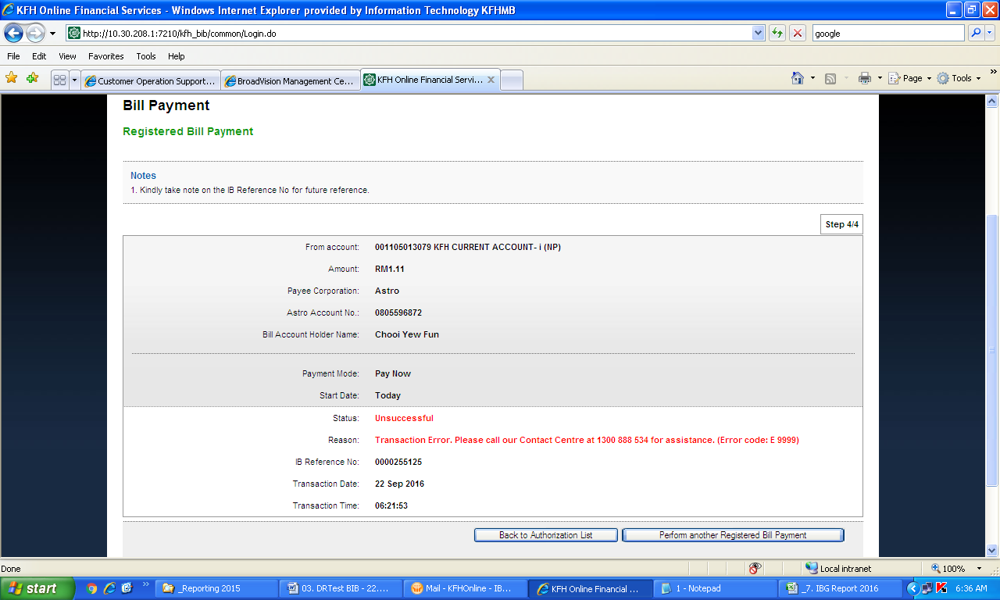 KFH Online Financial Services - Windows Internet Explorer provided by Information Technology KFHMB
http://10.30.208.1:7210/kfh_bib/common/Login.do
google
File Edit View Favorites Tools Help
Customer Operation Support... BroadVision Management Ce... KFH Online Financial Servi... Page Tools
Bill Payment
Registered Bill Payment
Notes
1. Kindly take note on the IB Reference No for future reference.
Step 4/4
From account: 001105013079 KFH CURRENT ACCOUNT- i (NP)
Amount: RM1.11
Payee Corporation: Astro
Astro Account No.: 0805596872
Bill Account Holder Name: Chooi Yew Fun
Payment Mode: Pay Now
Start Date: Today
Status: Unsuccessful
Reason: Transaction Error. Please call our Contact Centre at 1300 888 534 for assistance. (Error code: E 9999)
IB Reference No: 0000255125
Transaction Date: 22 Sep 2016
Transaction Time: 06:21:53
Back to Authorization List Perform another Registered Bill Payment
Done Local intranet 100%
start _Reporting 2015 03. DRTest BIB - 22.... Mail - KFHOnline - IB... KFH Online Financial ... 1 - Notepad _7. IBG Report 2016 6:36 AM